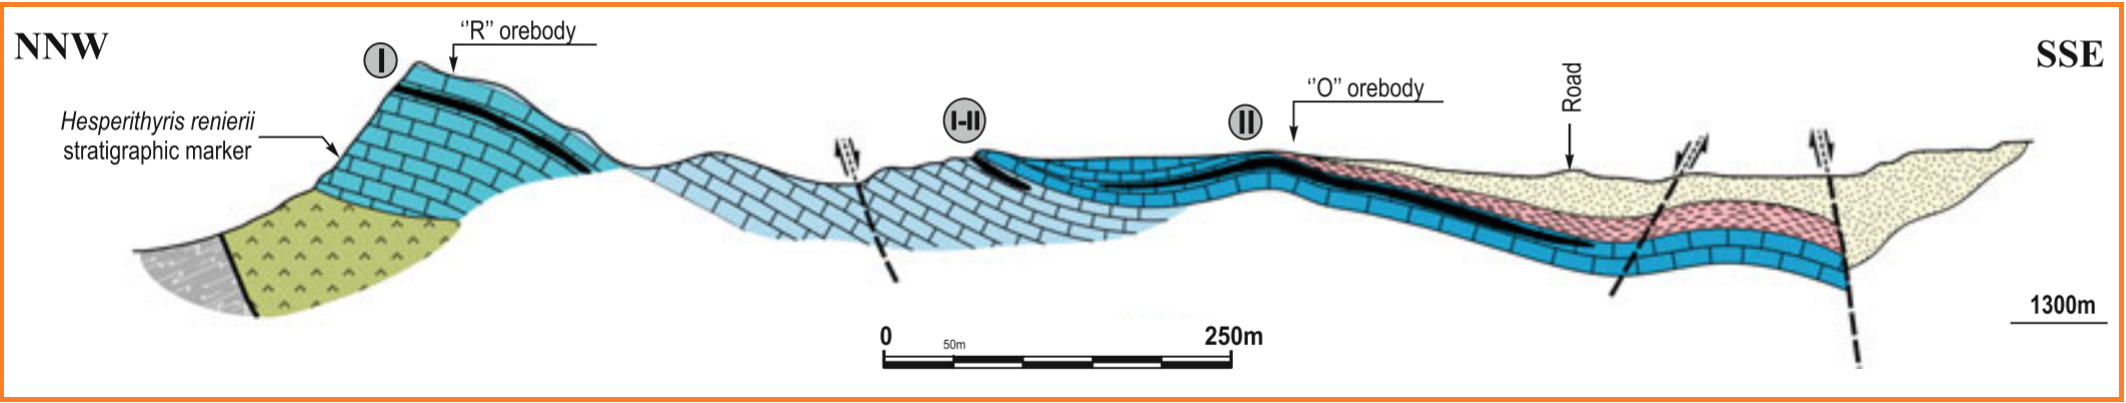 NNW
SSE
I
‘‘R’’ orebody
Hesperithyris renierii
stratigraphic marker
I-II
II
‘‘O’’ orebody
Road
1300m
0
50m
250m